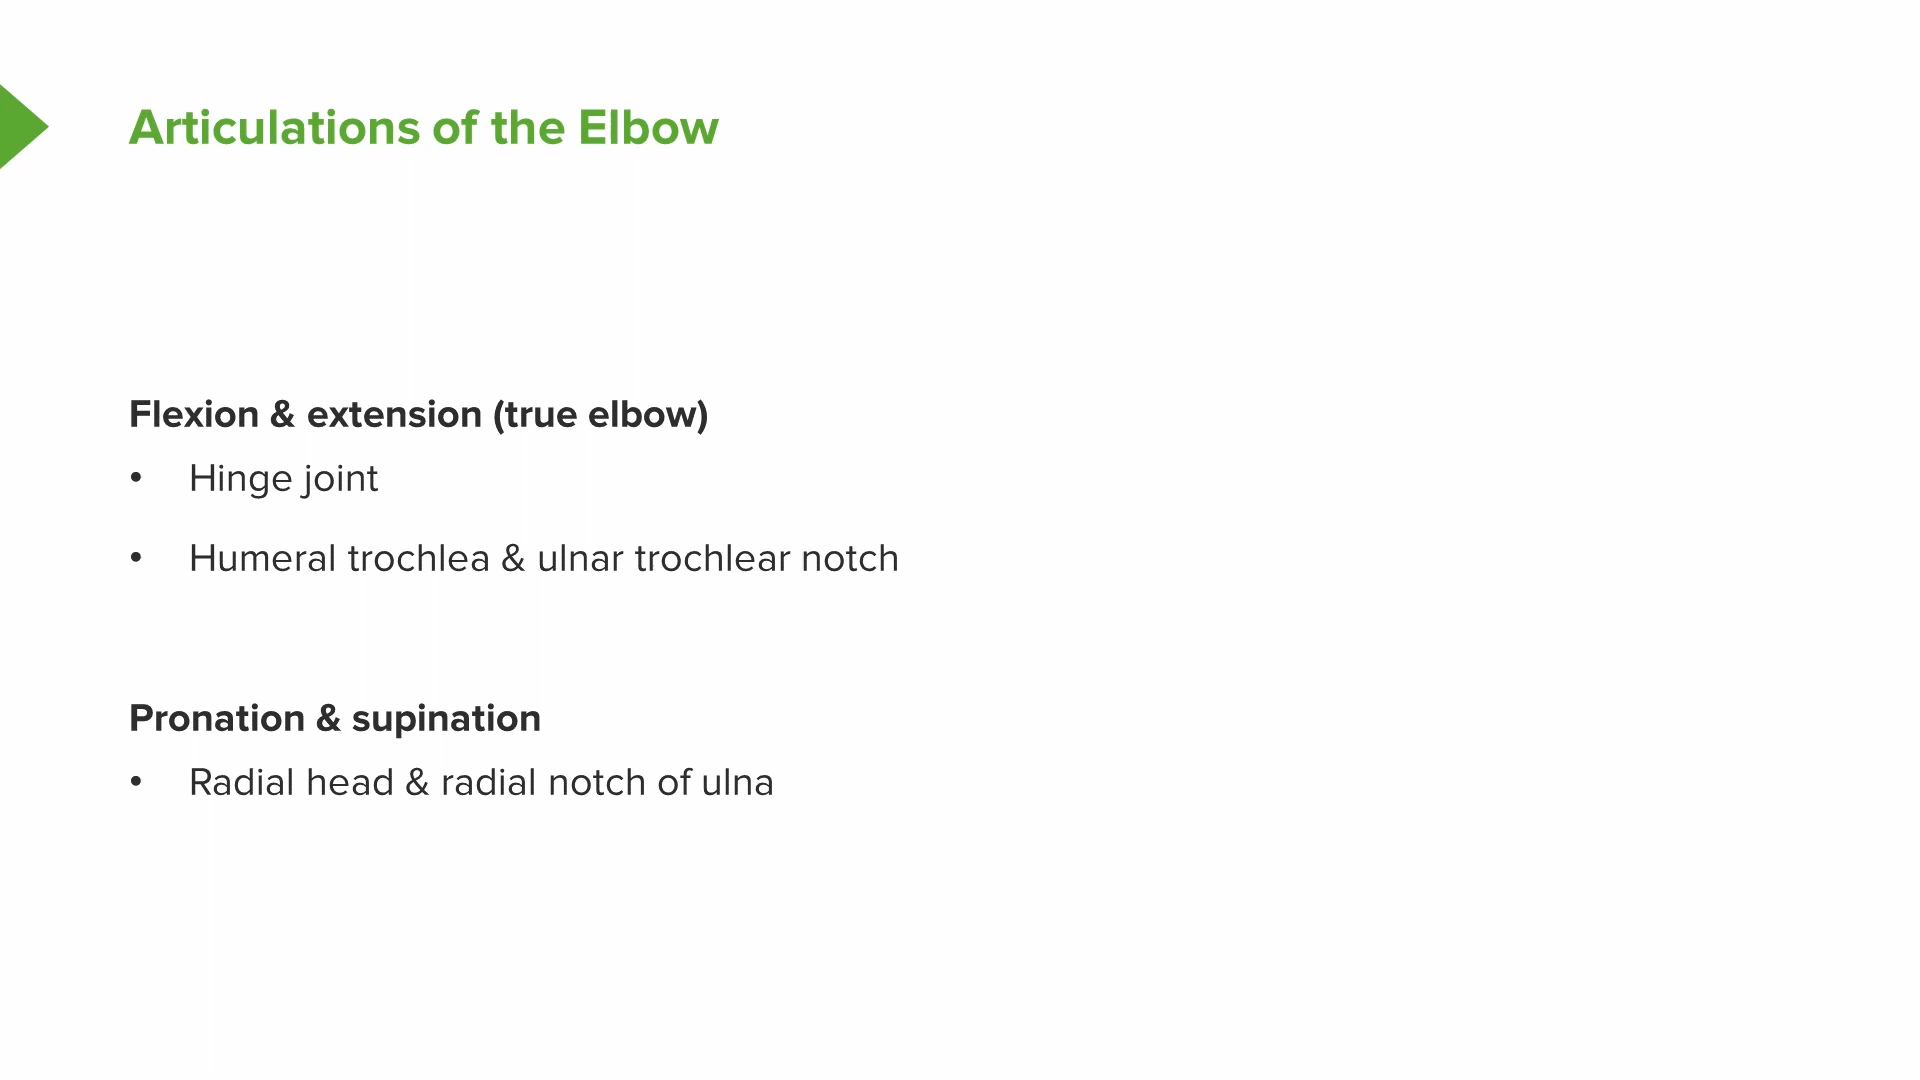 Articulations of the Elbow
Flexion & extension (true elbow)
• Hinge joint
• Humeral trochlea & ulnar trochlear notch
Pronation & supination
• Radial head & radial notch of ulna